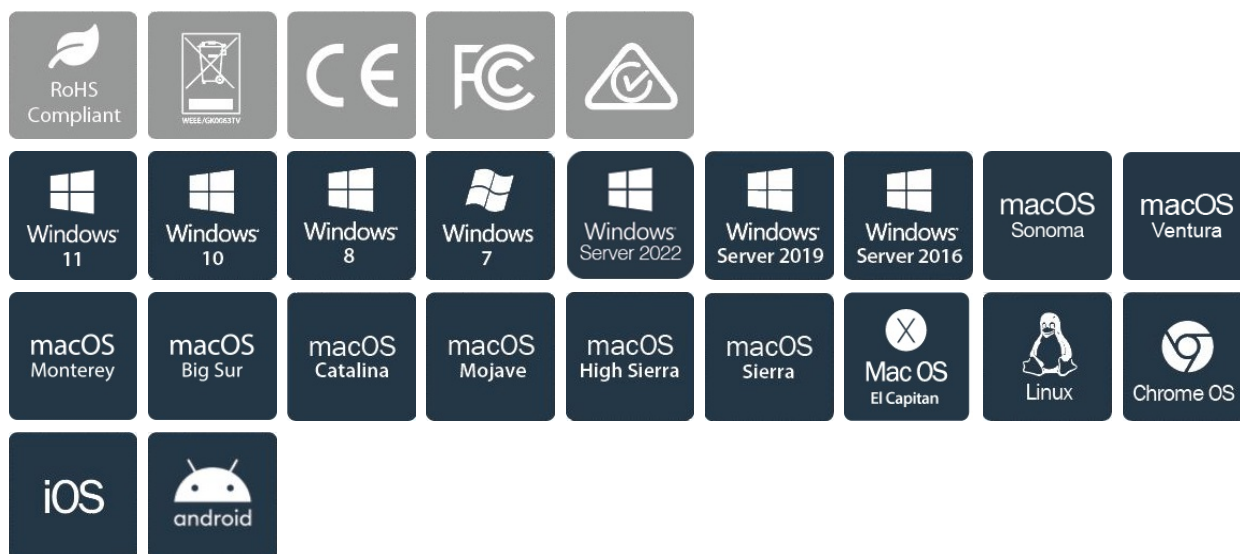 RoHS
Compliant
WEEE/GK0083TV
CE
FC
Windows
11
Windows
10
Windows
8
Windows
7
Windows
Server 2022
Windows
Server 2019
Windows
Server 2016
macOS
Sonoma
macOS
Ventura
macOS
Monterey
macOS
Big Sur
macOS
Catalina
macOS
Mojave
macOS
High Sierra
macOS
Sierra
X
Mac OS
El Capitan
Linux
Chrome OS
iOS
android